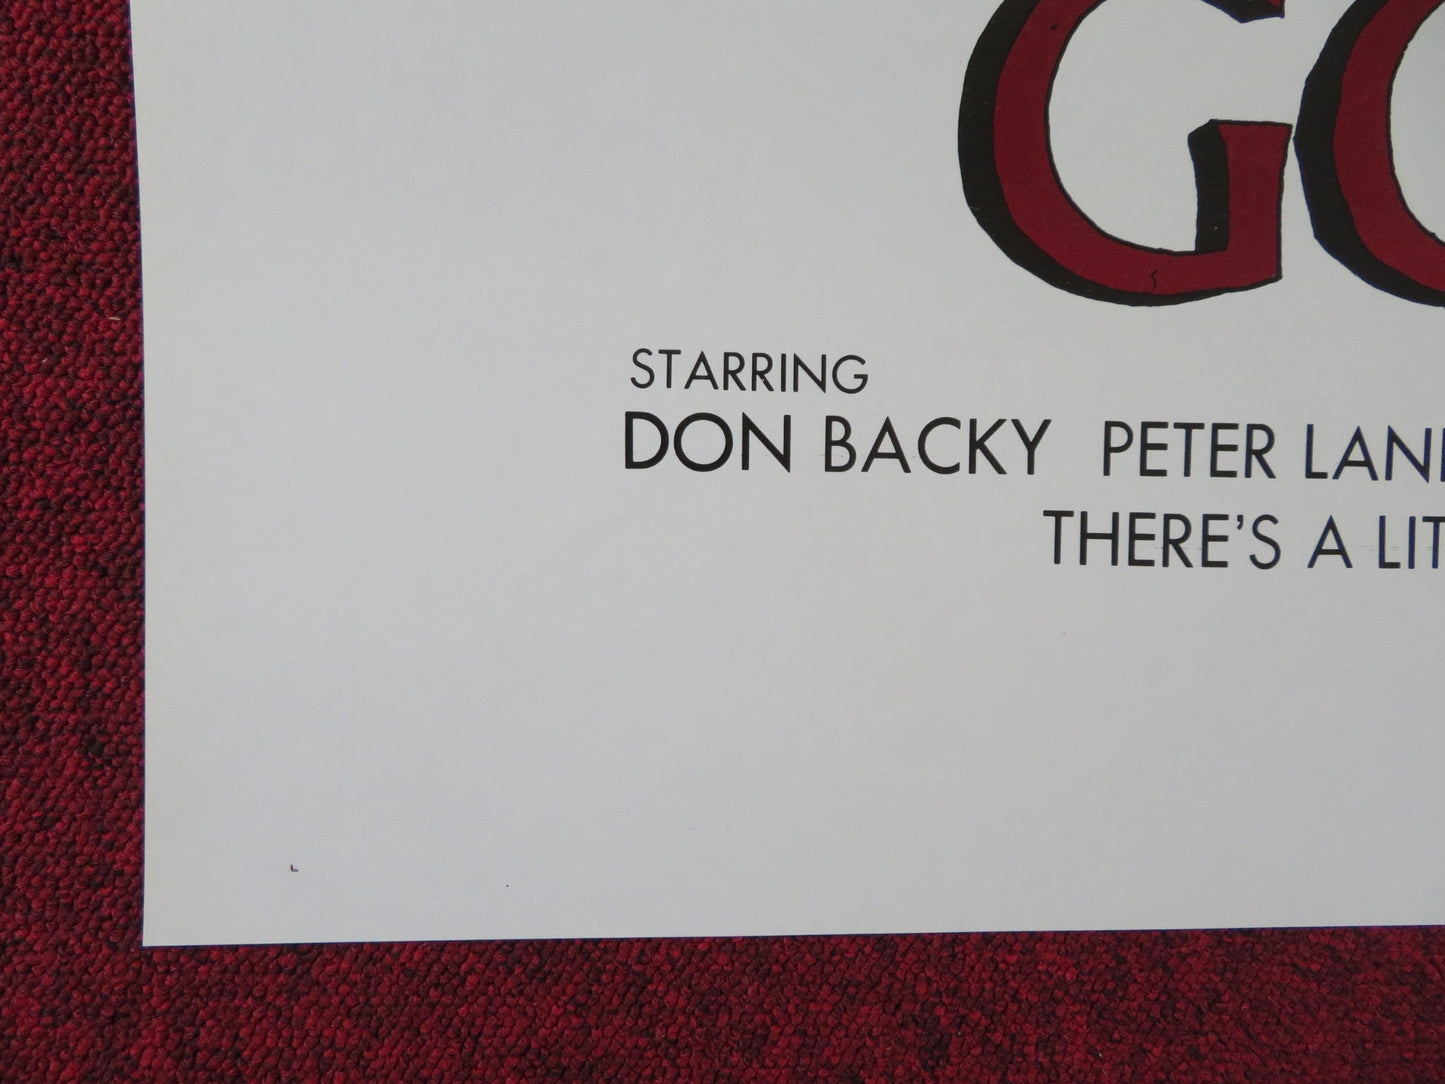 GO
STARRING
DON BACKY PETER LAN
THERE'S A LIT